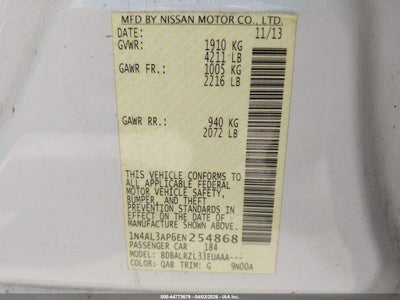 MFD BY NISSAN MOTOR CO., LTD.
DATE: 11/13
GVWR: 1910 KG
4211 LB
GAWR FR: 1005 KG
2216 LB
GAWR RR: 940 KG
2072 LB
THIS VEHICLE CONFORMS TO
ALL APPLICABLE FEDERAL
MOTOR VEHICLE SAFETY,
BUMPER, AND THEFT
PREVENTION STANDARDS
IN EFFECT ON THE DATE OF
MANUFACTURE SHOWN ABOVE.
1N4AL3AP6EN254868
PASSENGER CAR 184
MODEL: BDBALRZL33EUAAA---
COLOR: QAB TRIM: G 9N00A
000-44773679 - 04/03/2026 - IAAI